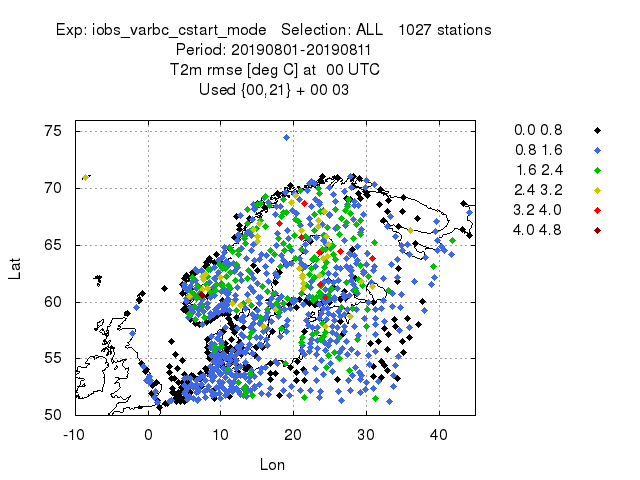 Exp: iobs_varbc_cstart_mode   Selection: ALL   1027 stations
Period: 20190801-20190811
T2m rmse [deg C] at  00 UTC
Used {00,21} + 00 03
0.0 0.8
0.8 1.6
1.6 2.4
2.4 3.2
3.2 4.0
4.0 4.8
75
70
65
60
55
50
Lat
-10 0 10 20 30 40
Lon